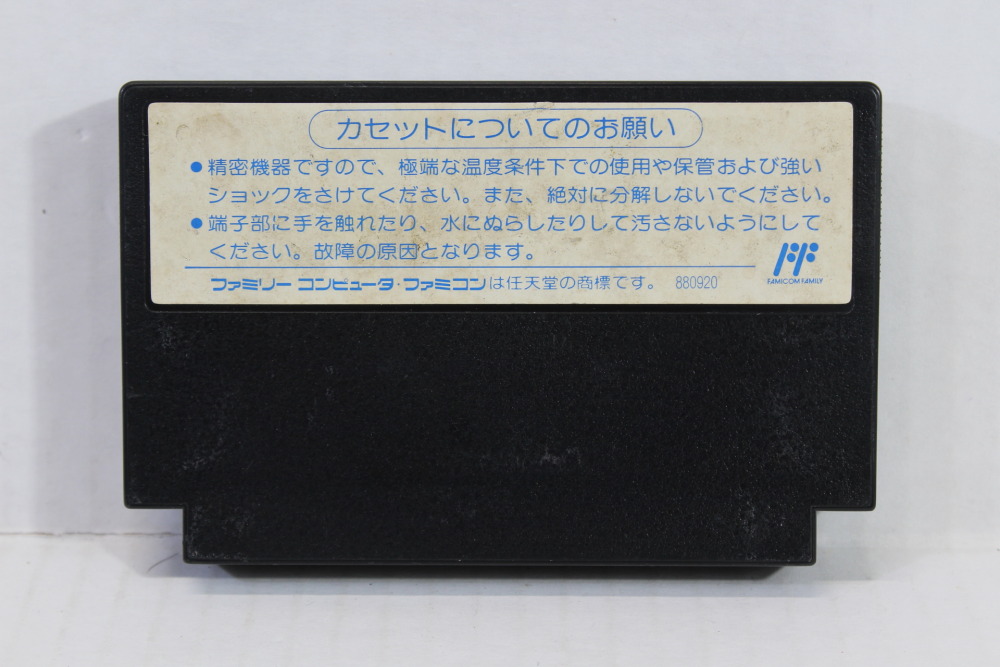 カセットについてのお願い
●精密機器ですので、極端な温度条件下での使用や保管および強い
ショックをさけてください。また、絶対に分解しないでください。
●端子部に手を触れたり、水にぬらしたりして汚さないようにして
ください。故障の原因となります。
ファミリーコンピュータ・ファミコンは任天堂の商標です。 880920
FAMICOM FAMILY